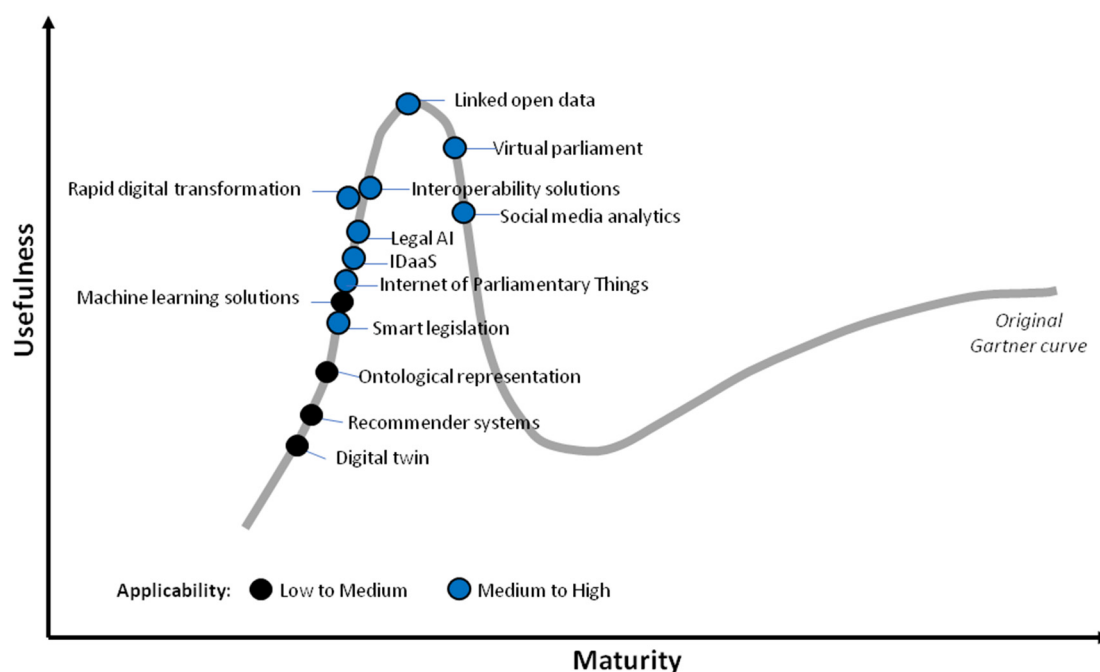 Linked open data
Virtual parliament
Rapid digital transformation
Interoperability solutions
Social media analytics
Legal AI
IDaaS
Internet of Parliamentary Things
Machine learning solutions
Smart legislation
Original
Gartner curve
Ontological representation
Recommender systems
Digital twin
Usefulness
Applicability: Low to Medium Medium to High
Maturity